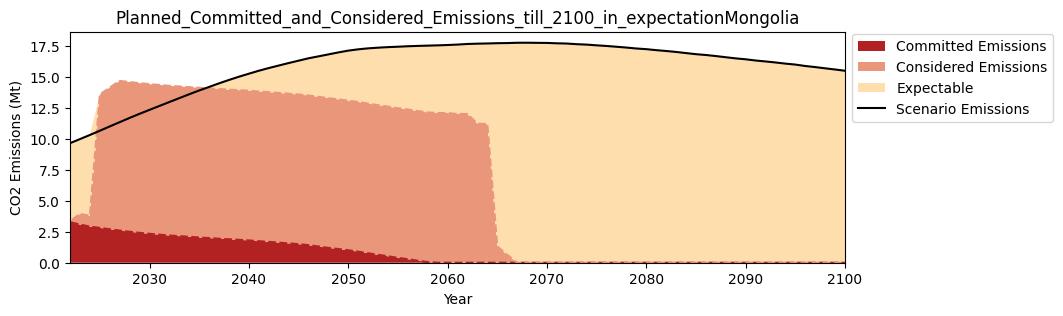 Planned_Committed_and_Considered_Emissions_till_2100_in_expectationMongolia
17.5
15.0
12.5
10.0
7.5
5.0
2.5
0.0
CO2 Emissions (Mt)
2030
2040
2050
2060
2070
2080
2090
2100
Year
Committed Emissions
Considered Emissions
Expectable
Scenario Emissions